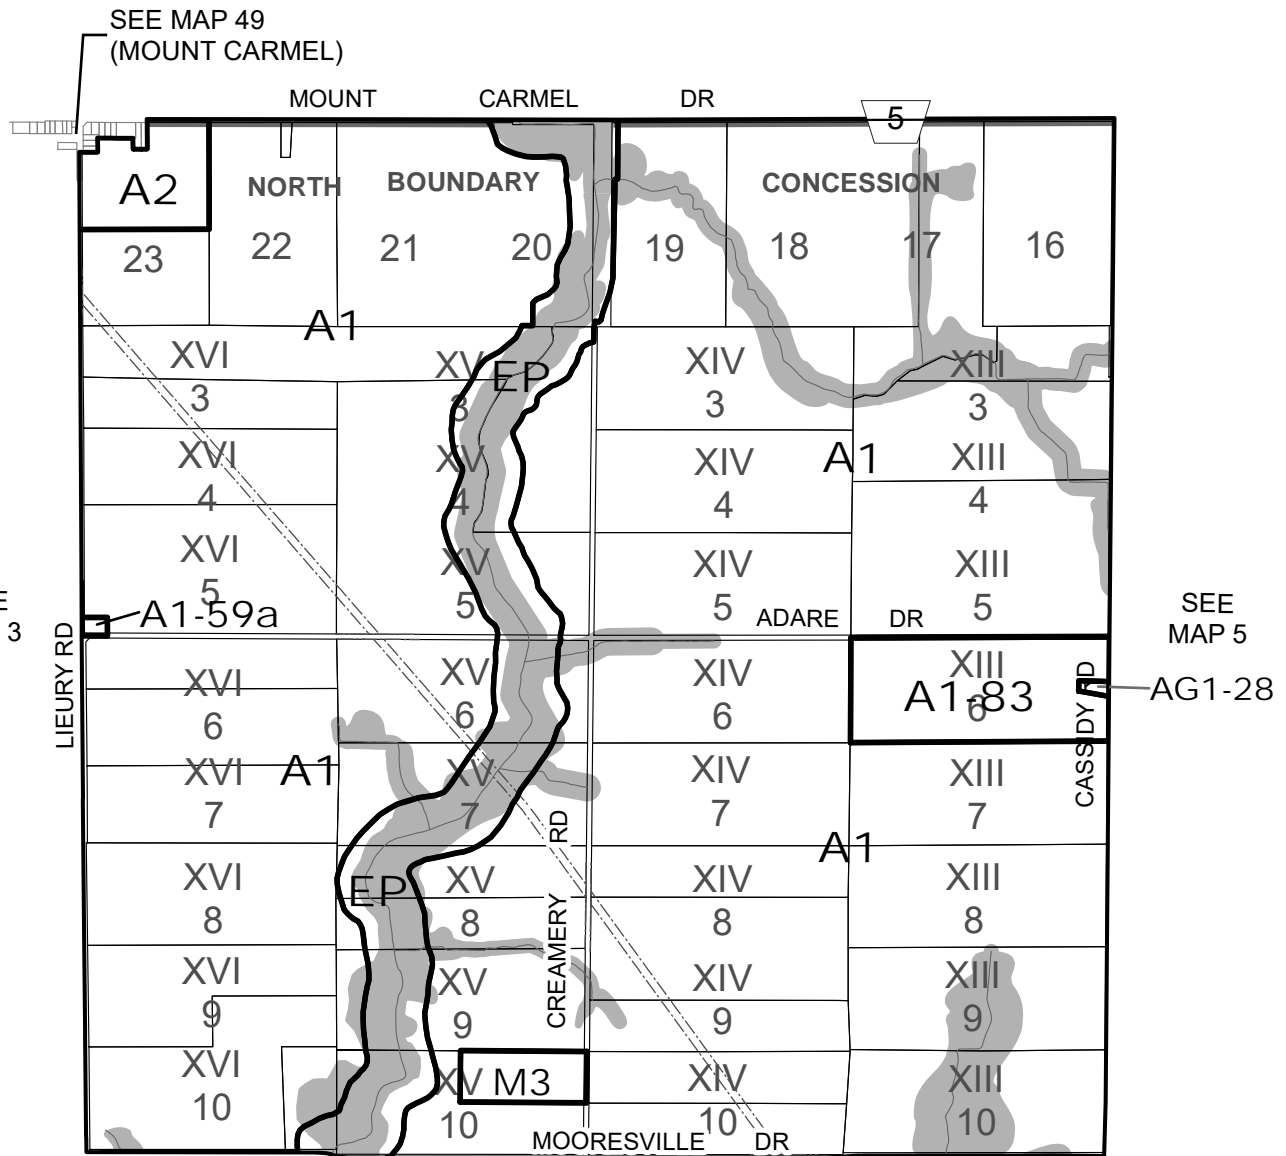 SEE MAP 49
(MOUNT CARMEL)
MOUNT CARMEL DR
5
A2
NORTH BOUNDARY CONCESSION
23 22 21 20 19 18 17 16
A1
XVI
3
XV
3
EP
XIV
3
XIII
3
XVI
4
XV
4
XIV
4
A1
XIII
4
XVI
5
XV
5
XIV
5
XIII
5
A1-59a
3
ADARE DR
SEE
MAP 5
LIEURY RD
XVI
6
XV
6
XIV
6
XIII
6
A1-83
CASSIDY RD
AG1-28
XVI
7
A1
XV
7
XIV
7
XIII
7
A1
CREAMERY RD
XVI
8
EP
XV
8
XIV
8
XIII
8
XVI
9
XV
9
XIV
9
XIII
9
XVI
10
XV
10
M3
XIV
10
XIII
10
MOORESVILLE DR